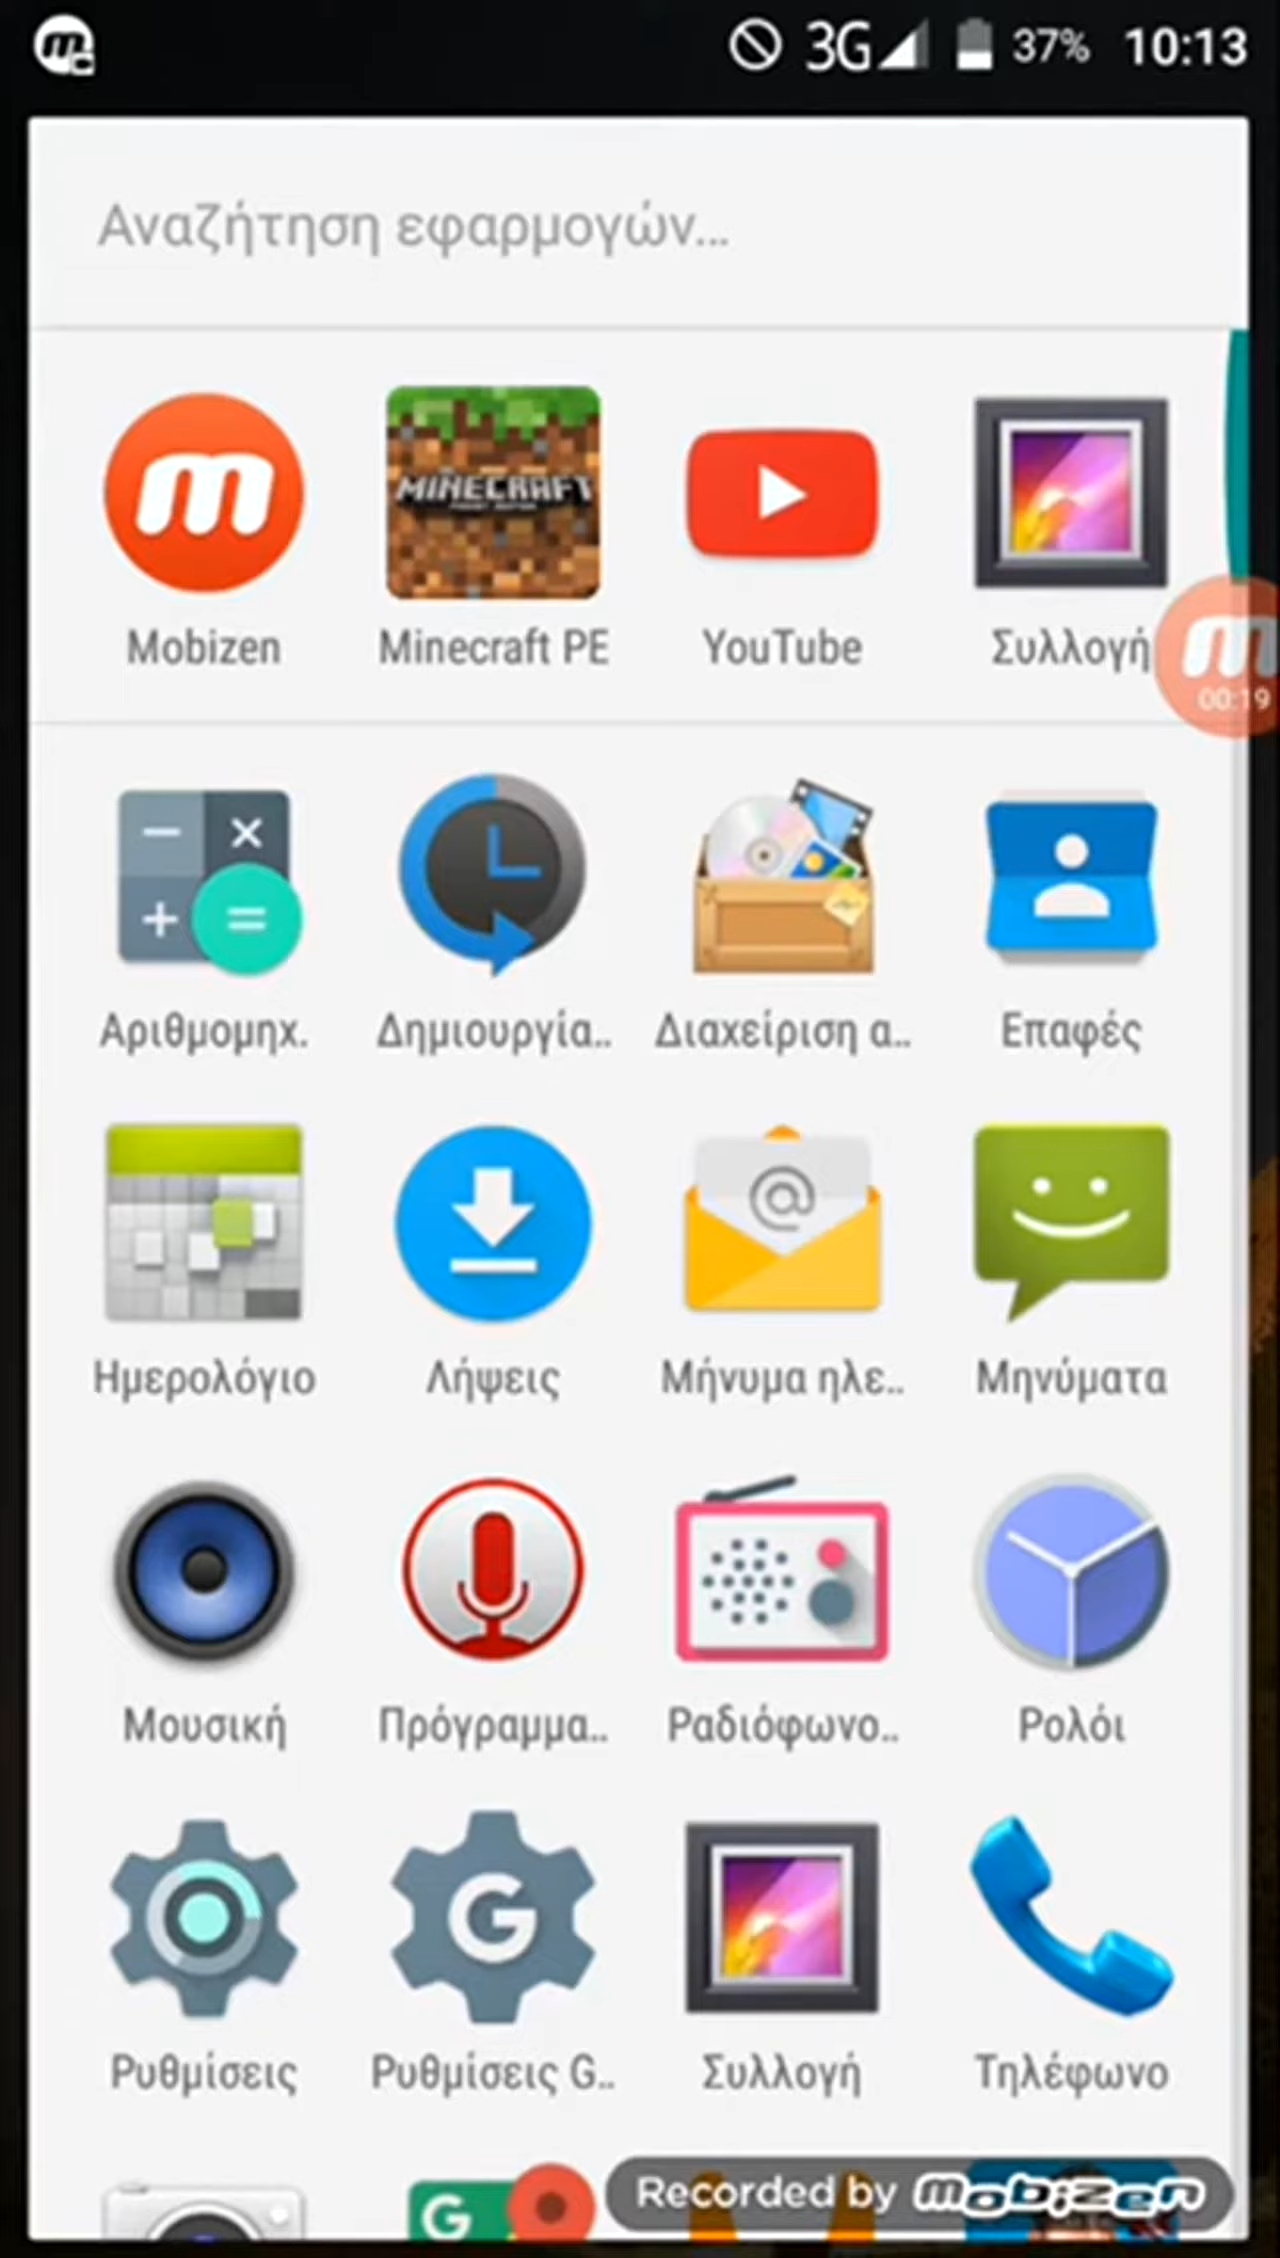 3G 37% 10:13
Αναζήτηση εφαρμογών...
MINECRAFT
Mobizen Minecraft PE YouTube Συλλογή
00:19
Αριθμομηχ. Δημιουργία.. Διαχείριση α.. Επαφές
Ημερολόγιο Λήψεις Μήνυμα ηλε.. Μηνύματα
Μουσική Πρόγραμμα.. Ραδιόφωνο.. Ρολόι
G
Ρυθμίσεις Ρυθμίσεις G.. Συλλογή Τηλέφωνο
G
Recorded by mobizen